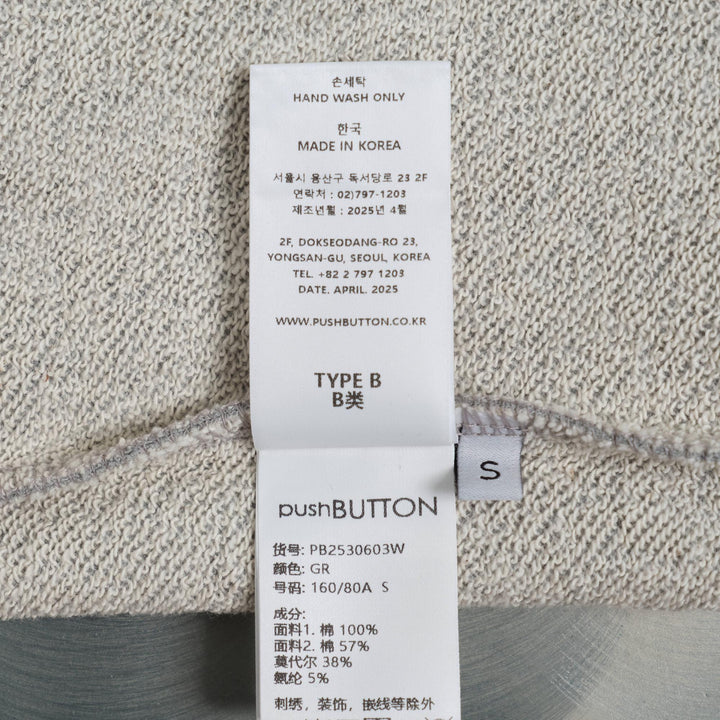 손세탁
HAND WASH ONLY
한국
MADE IN KOREA
서울시 용산구 독서당로 23 2F
연락처 : 02)797-1203
제조년월 : 2025년 4월
2F, DOKSEODANG-RO 23,
YONGSAN-GU, SEOUL, KOREA
TEL. +82 2 797 1203
DATE. APRIL. 2025
WWW.PUSHBUTTON.CO.KR
TYPE B
B类
S
pushBUTTON
货号: PB2530603W
颜色: GR
号码: 160/80A S
成分:
面料1. 棉 100%
面料2. 棉 57%
莫代尔 38%
氨纶 5%
刺绣, 装饰, 嵌线等除外